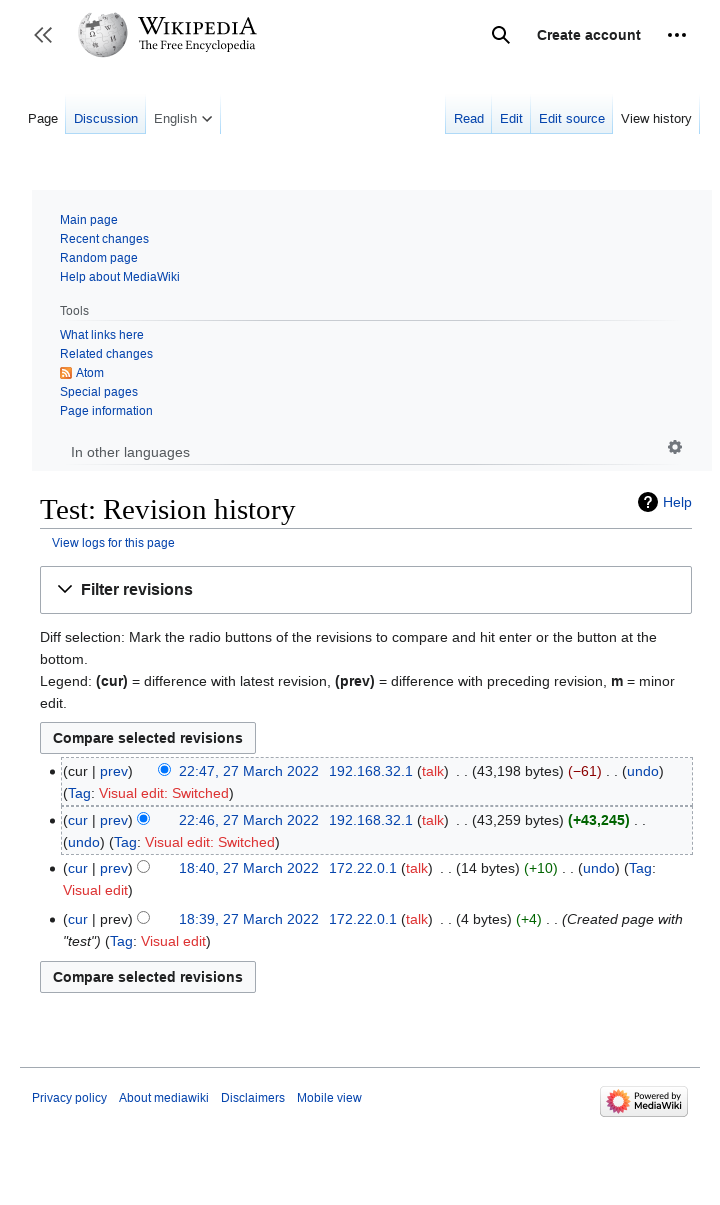 WIKIPEDIA
The Free Encyclopedia
Create account
Page Discussion English Read Edit Edit source View history
Main page
Recent changes
Random page
Help about MediaWiki
Tools
What links here
Related changes
Atom
Special pages
Page information
In other languages
Test: Revision history
Help
View logs for this page
Filter revisions
Diff selection: Mark the radio buttons of the revisions to compare and hit enter or the button at the
bottom.
Legend: (cur) = difference with latest revision, (prev) = difference with preceding revision, m = minor
edit.
Compare selected revisions
(cur | prev) 22:47, 27 March 2022 192.168.32.1 (talk) . . (43,198 bytes) (−61) . . (undo)
(Tag: Visual edit: Switched)
(cur | prev) 22:46, 27 March 2022 192.168.32.1 (talk) . . (43,259 bytes) (+43,245) . .
(undo) (Tag: Visual edit: Switched)
(cur | prev) 18:40, 27 March 2022 172.22.0.1 (talk) . . (14 bytes) (+10) . . (undo) (Tag:
Visual edit)
(cur | prev) 18:39, 27 March 2022 172.22.0.1 (talk) . . (4 bytes) (+4) . . (Created page with
"test") (Tag: Visual edit)
Compare selected revisions
Privacy policy About mediawiki Disclaimers Mobile view
Powered by
MediaWiki